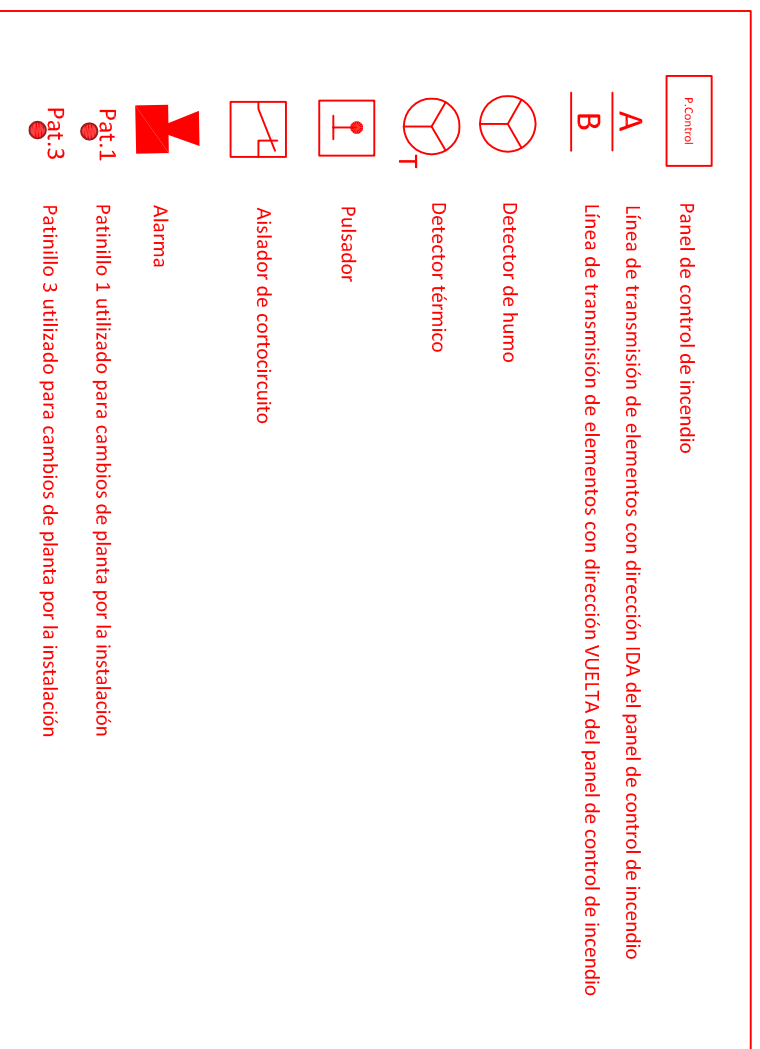 P.Control Panel de control de incendio
A Línea de transmisión de elementos con dirección IDA del panel de control de incendio
B Línea de transmisión de elementos con dirección VUELTA del panel de control de incendio
Detector de humo
T Detector térmico
Pulsador
Aislador de cortocircuito
Alarma
Pat.1 Patinillo 1 utilizado para cambios de planta por la instalación
Pat.3 Patinillo 3 utilizado para cambios de planta por la instalación